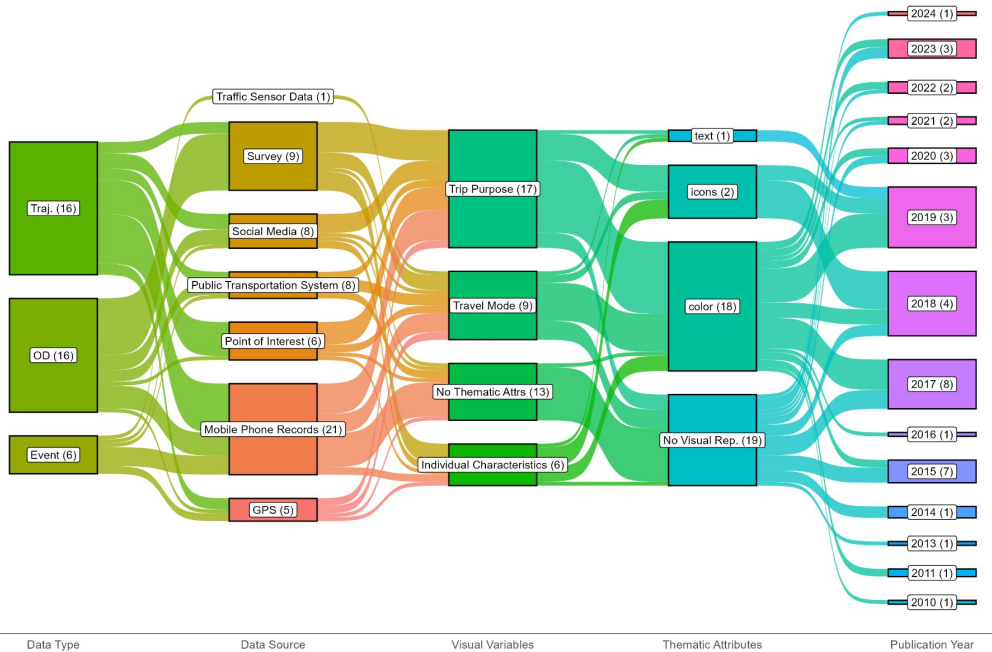 Traj. (16)
OD (16)
Event (6)
Traffic Sensor Data (1)
Survey (9)
Social Media (8)
Public Transportation System (8)
Point of Interest (6)
Mobile Phone Records (21)
GPS (5)
Trip Purpose (17)
Travel Mode (9)
No Thematic Attrs (13)
Individual Characteristics (6)
text (1)
icons (2)
color (18)
No Visual Rep. (19)
2024 (1)
2023 (3)
2022 (2)
2021 (2)
2020 (3)
2019 (3)
2018 (4)
2017 (8)
2016 (1)
2015 (7)
2014 (1)
2013 (1)
2011 (1)
2010 (1)
Data Type
Data Source
Visual Variables
Thematic Attributes
Publication Year